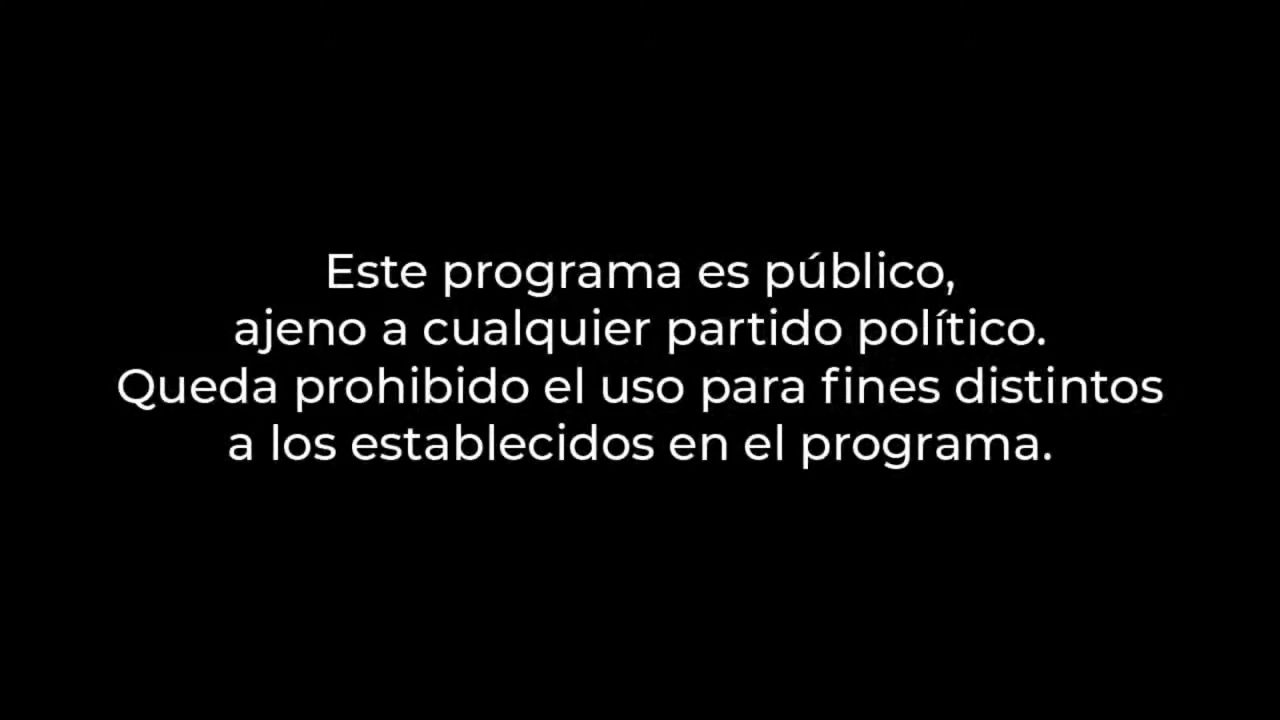 Este programa es público,
ajeno a cualquier partido político.
Queda prohibido el uso para fines distintos
a los establecidos en el programa.